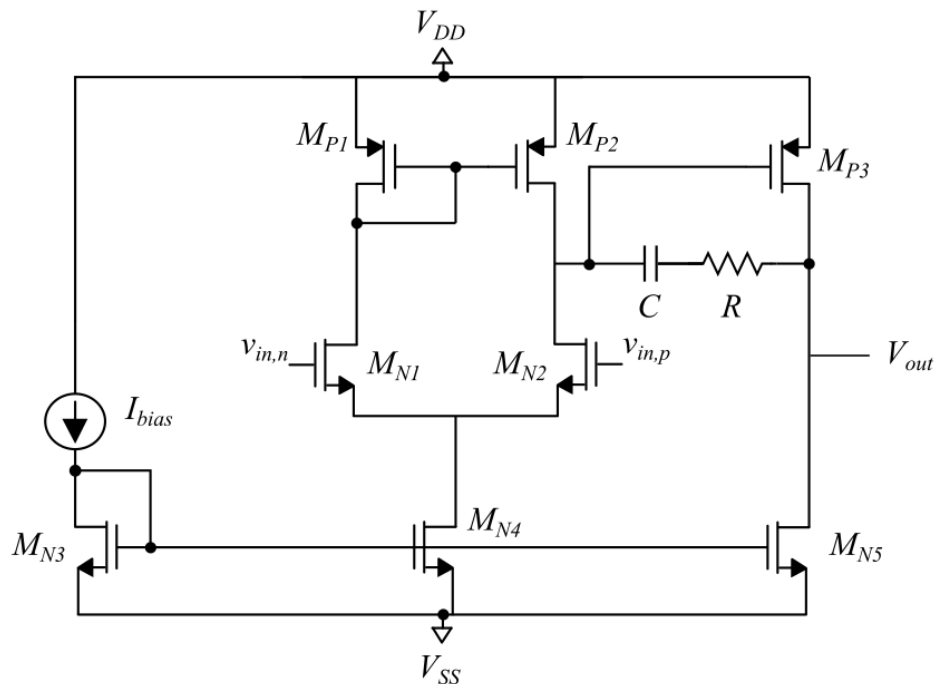 V_DD
M_P1
M_P2
M_P3
C
R
v_in,n
M_N1
M_N2
v_in,p
V_out
I_bias
M_N3
M_N4
M_N5
V_SS